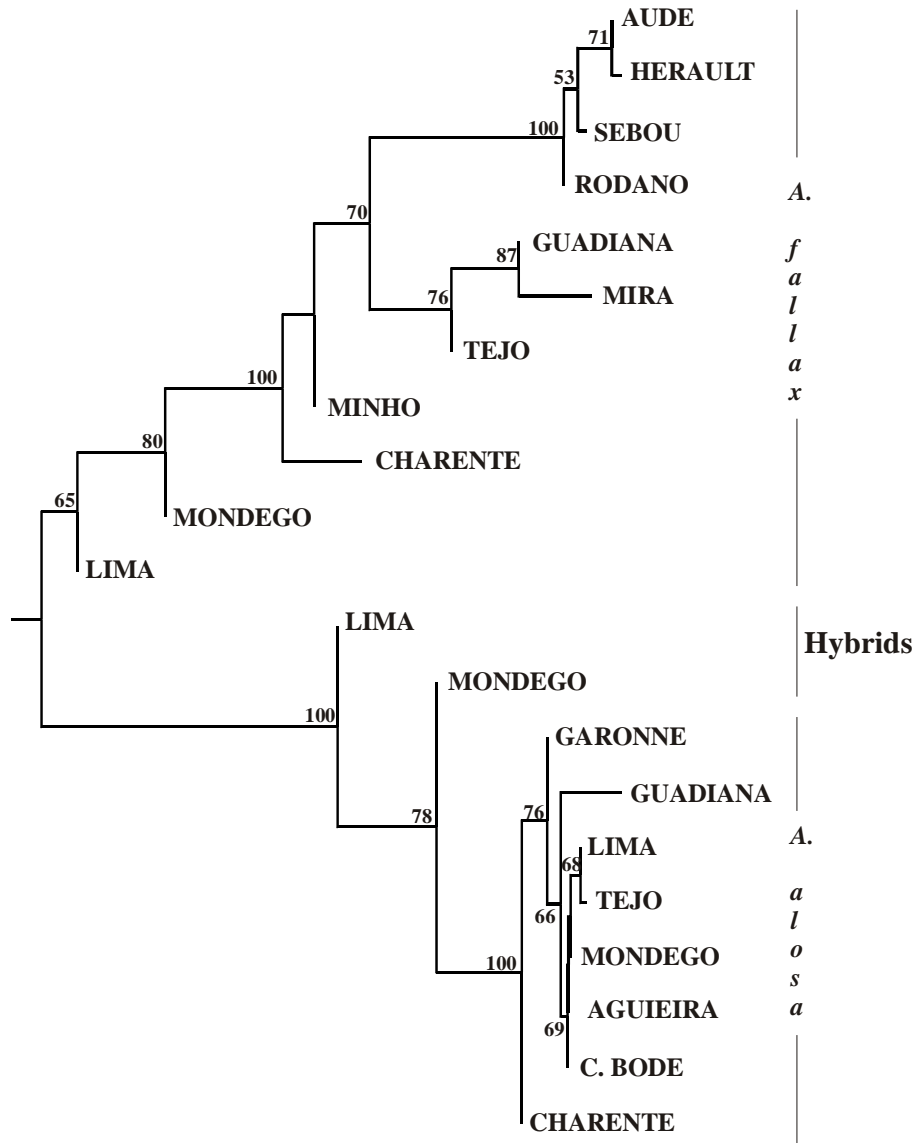 AUDE
71
HERAULT
53
SEBOU
100
RODANO
A.
70
GUADIANA
f
87
a
MIRA
76
l
l
TEJO
a
x
100
MINHO
80
CHARENTE
65
MONDEGO
LIMA
LIMA
Hybrids
MONDEGO
100
GARONNE
GUADIANA
76
78
A.
LIMA
68
TEJO
a
66
l
MONDEGO
o
100
s
AGUIEIRA
a
69
C. BODE
CHARENTE